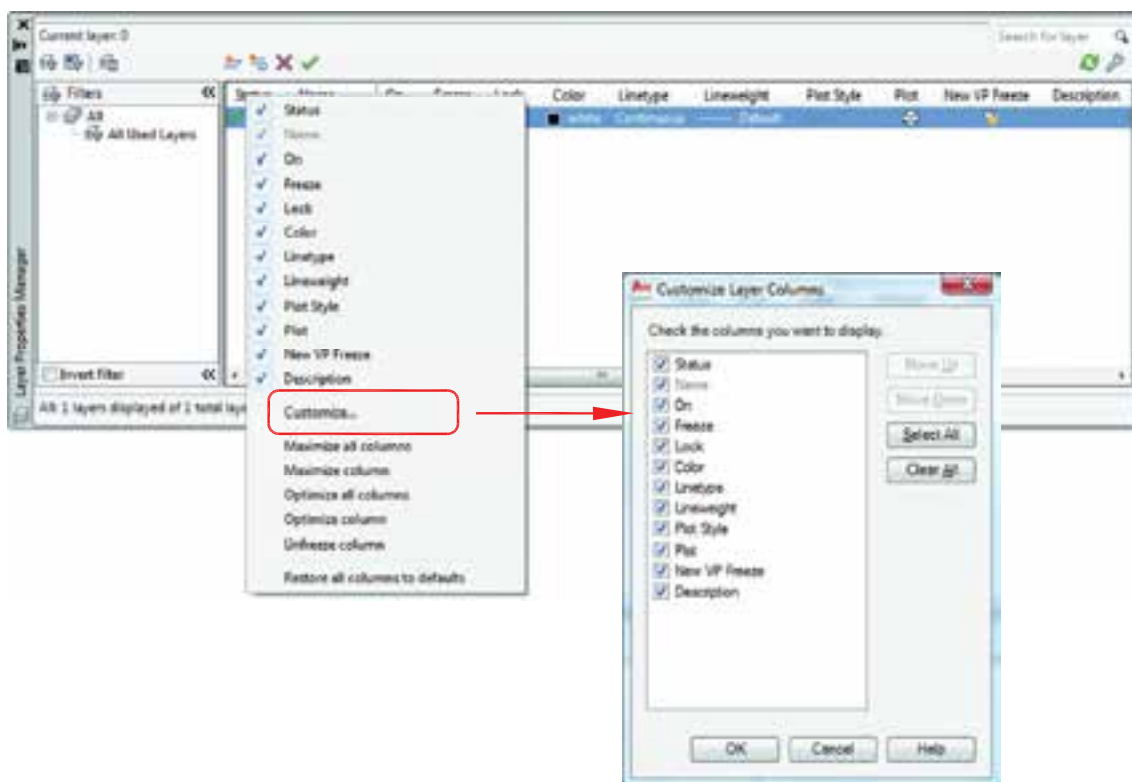 Current layer: 0
Search for layer
Filters
Status Name On Freeze Lock Color Linetype Lineweight Plot Style Plot New VP Freeze Description
All
All Used Layers
white Continuous Default
Status
Name
On
Freeze
Lock
Color
Linetype
Lineweight
Plot Style
Plot
New VP Freeze
Description
Customize...
Maximize all columns
Maximize column
Optimize all columns
Optimize column
Unfreeze column
Restore all columns to defaults
Invert filter
All: 1 layers displayed of 1 total laye
Layer Properties Manager
Customize Layer Columns
Check the columns you want to display.
Status
Name
On
Freeze
Lock
Color
Linetype
Lineweight
Plot Style
Plot
New VP Freeze
Description
Move Up
Move Down
Select All
Clear All
OK Cancel Help